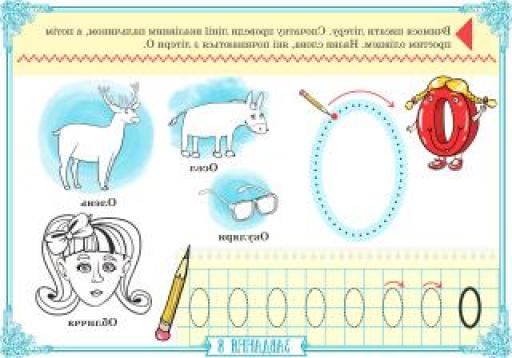 Вчимося писати літеру. Спочатку лінії проведи вказівним пальчиком, а потім
простим олівцем. Назви слова, які починаються з літери О.
О
Осел
Олень
Окуляри
Обличчя
О
ЗАВДАННЯ 8